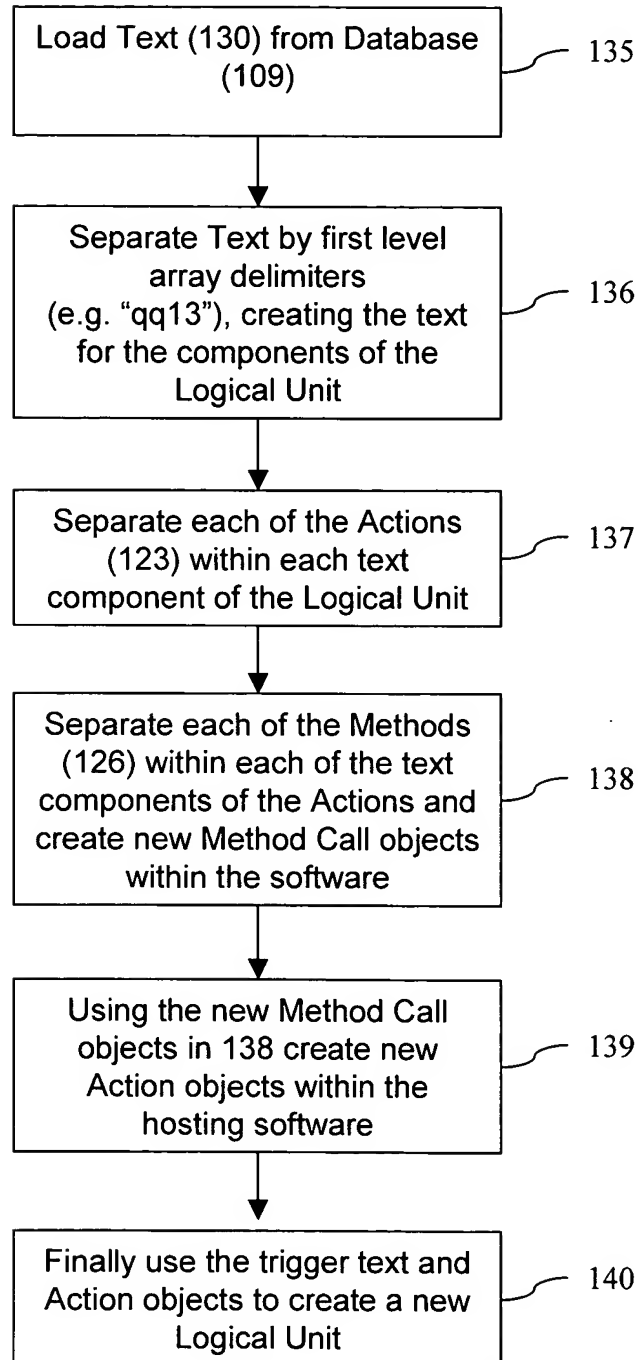 Load Text (130) from Database
(109)
135
Separate Text by first level
array delimiters
(e.g. “qq13”), creating the text
for the components of the
Logical Unit
136
Separate each of the Actions
(123) within each text
component of the Logical Unit
137
Separate each of the Methods
(126) within each of the text
components of the Actions and
create new Method Call objects
within the software
138
Using the new Method Call
objects in 138 create new
Action objects within the
hosting software
139
Finally use the trigger text and
Action objects to create a new
Logical Unit
140